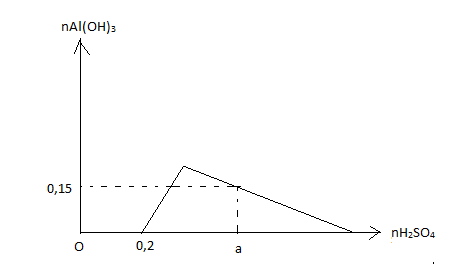 nAl(OH)₃
0,15
O
0,2
a
nH₂SO₄